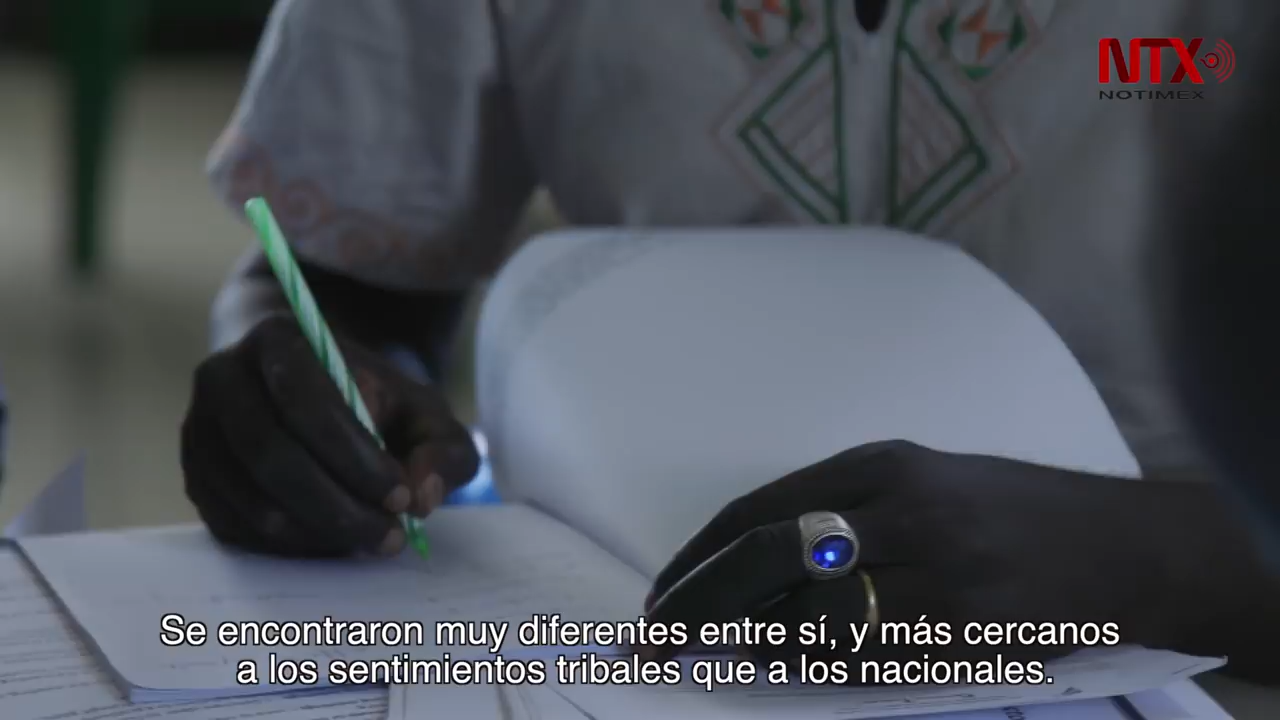 NTX
NOTIMEX
Se encontraron muy diferentes entre sí, y más cercanos
a los sentimientos tribales que a los nacionales.